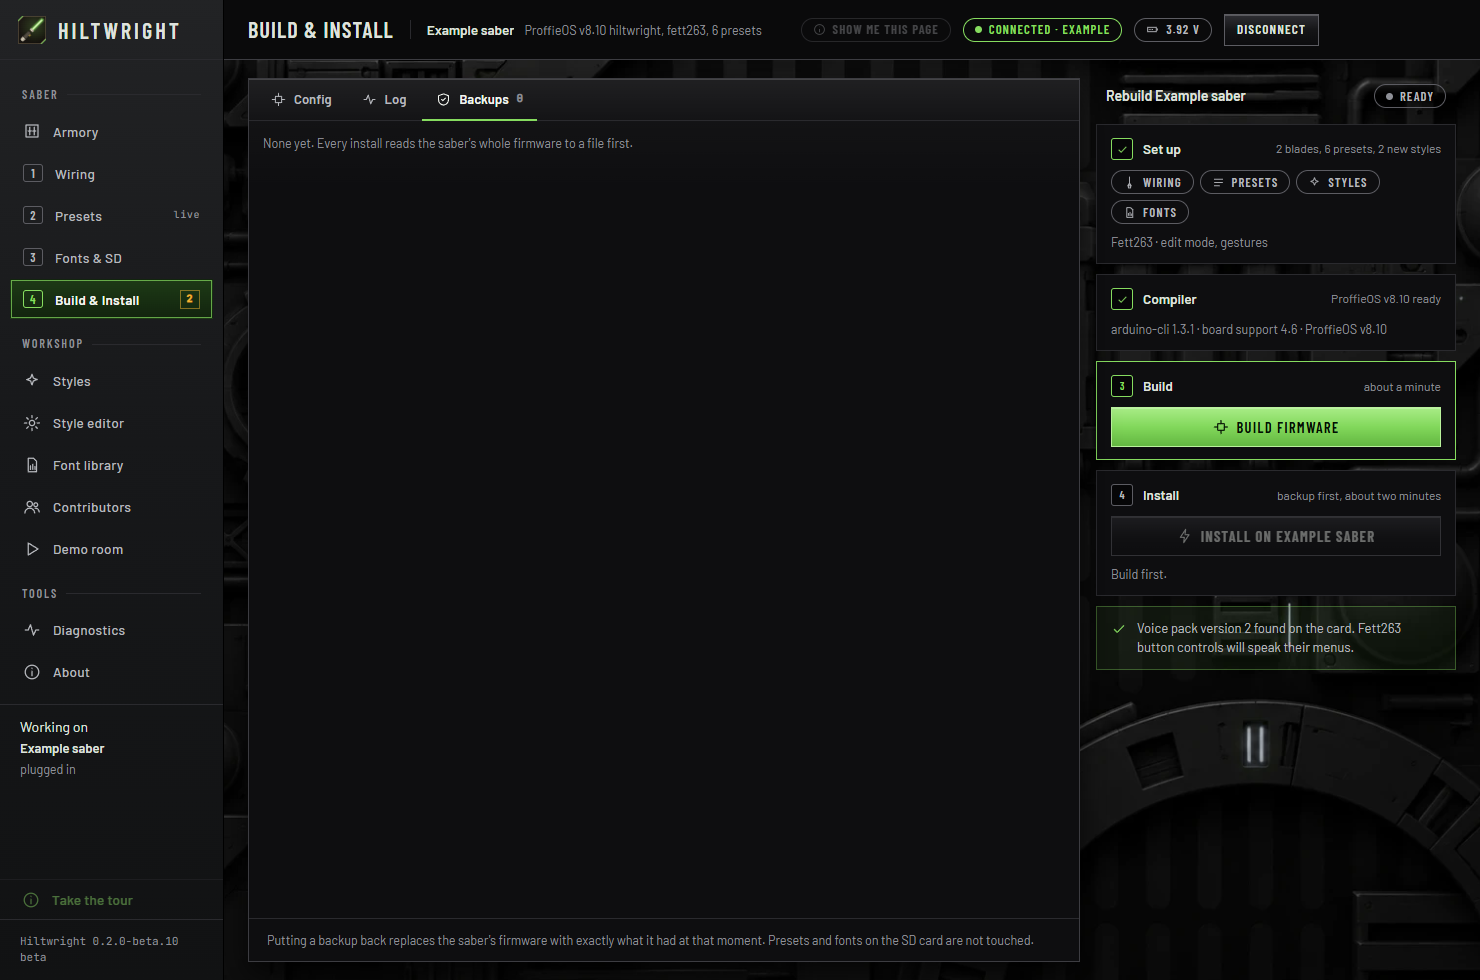 HILTWRIGHT
SABER
Armory
1 Wiring
2 Presets live
3 Fonts & SD
4 Build & Install 2
WORKSHOP
Styles
Style editor
Font library
Contributors
Demo room
TOOLS
Diagnostics
About
Working on
Example saber
plugged in
Take the tour
Hiltwright 0.2.0-beta.10
beta
BUILD & INSTALL
Example saber ProffieOS v8.10 hiltwright, fett263, 6 presets
SHOW ME THIS PAGE
CONNECTED · EXAMPLE
3.92 V
DISCONNECT
Config Log Backups 0
None yet. Every install reads the saber's whole firmware to a file first.
Putting a backup back replaces the saber's firmware with exactly what it had at that moment. Presets and fonts on the SD card are not touched.
Rebuild Example saber READY
Set up 2 blades, 6 presets, 2 new styles
WIRING PRESETS STYLES
FONTS
Fett263 · edit mode, gestures
Compiler ProffieOS v8.10 ready
arduino-cli 1.3.1 · board support 4.6 · ProffieOS v8.10
3 Build about a minute
BUILD FIRMWARE
4 Install backup first, about two minutes
INSTALL ON EXAMPLE SABER
Build first.
Voice pack version 2 found on the card. Fett263
button controls will speak their menus.